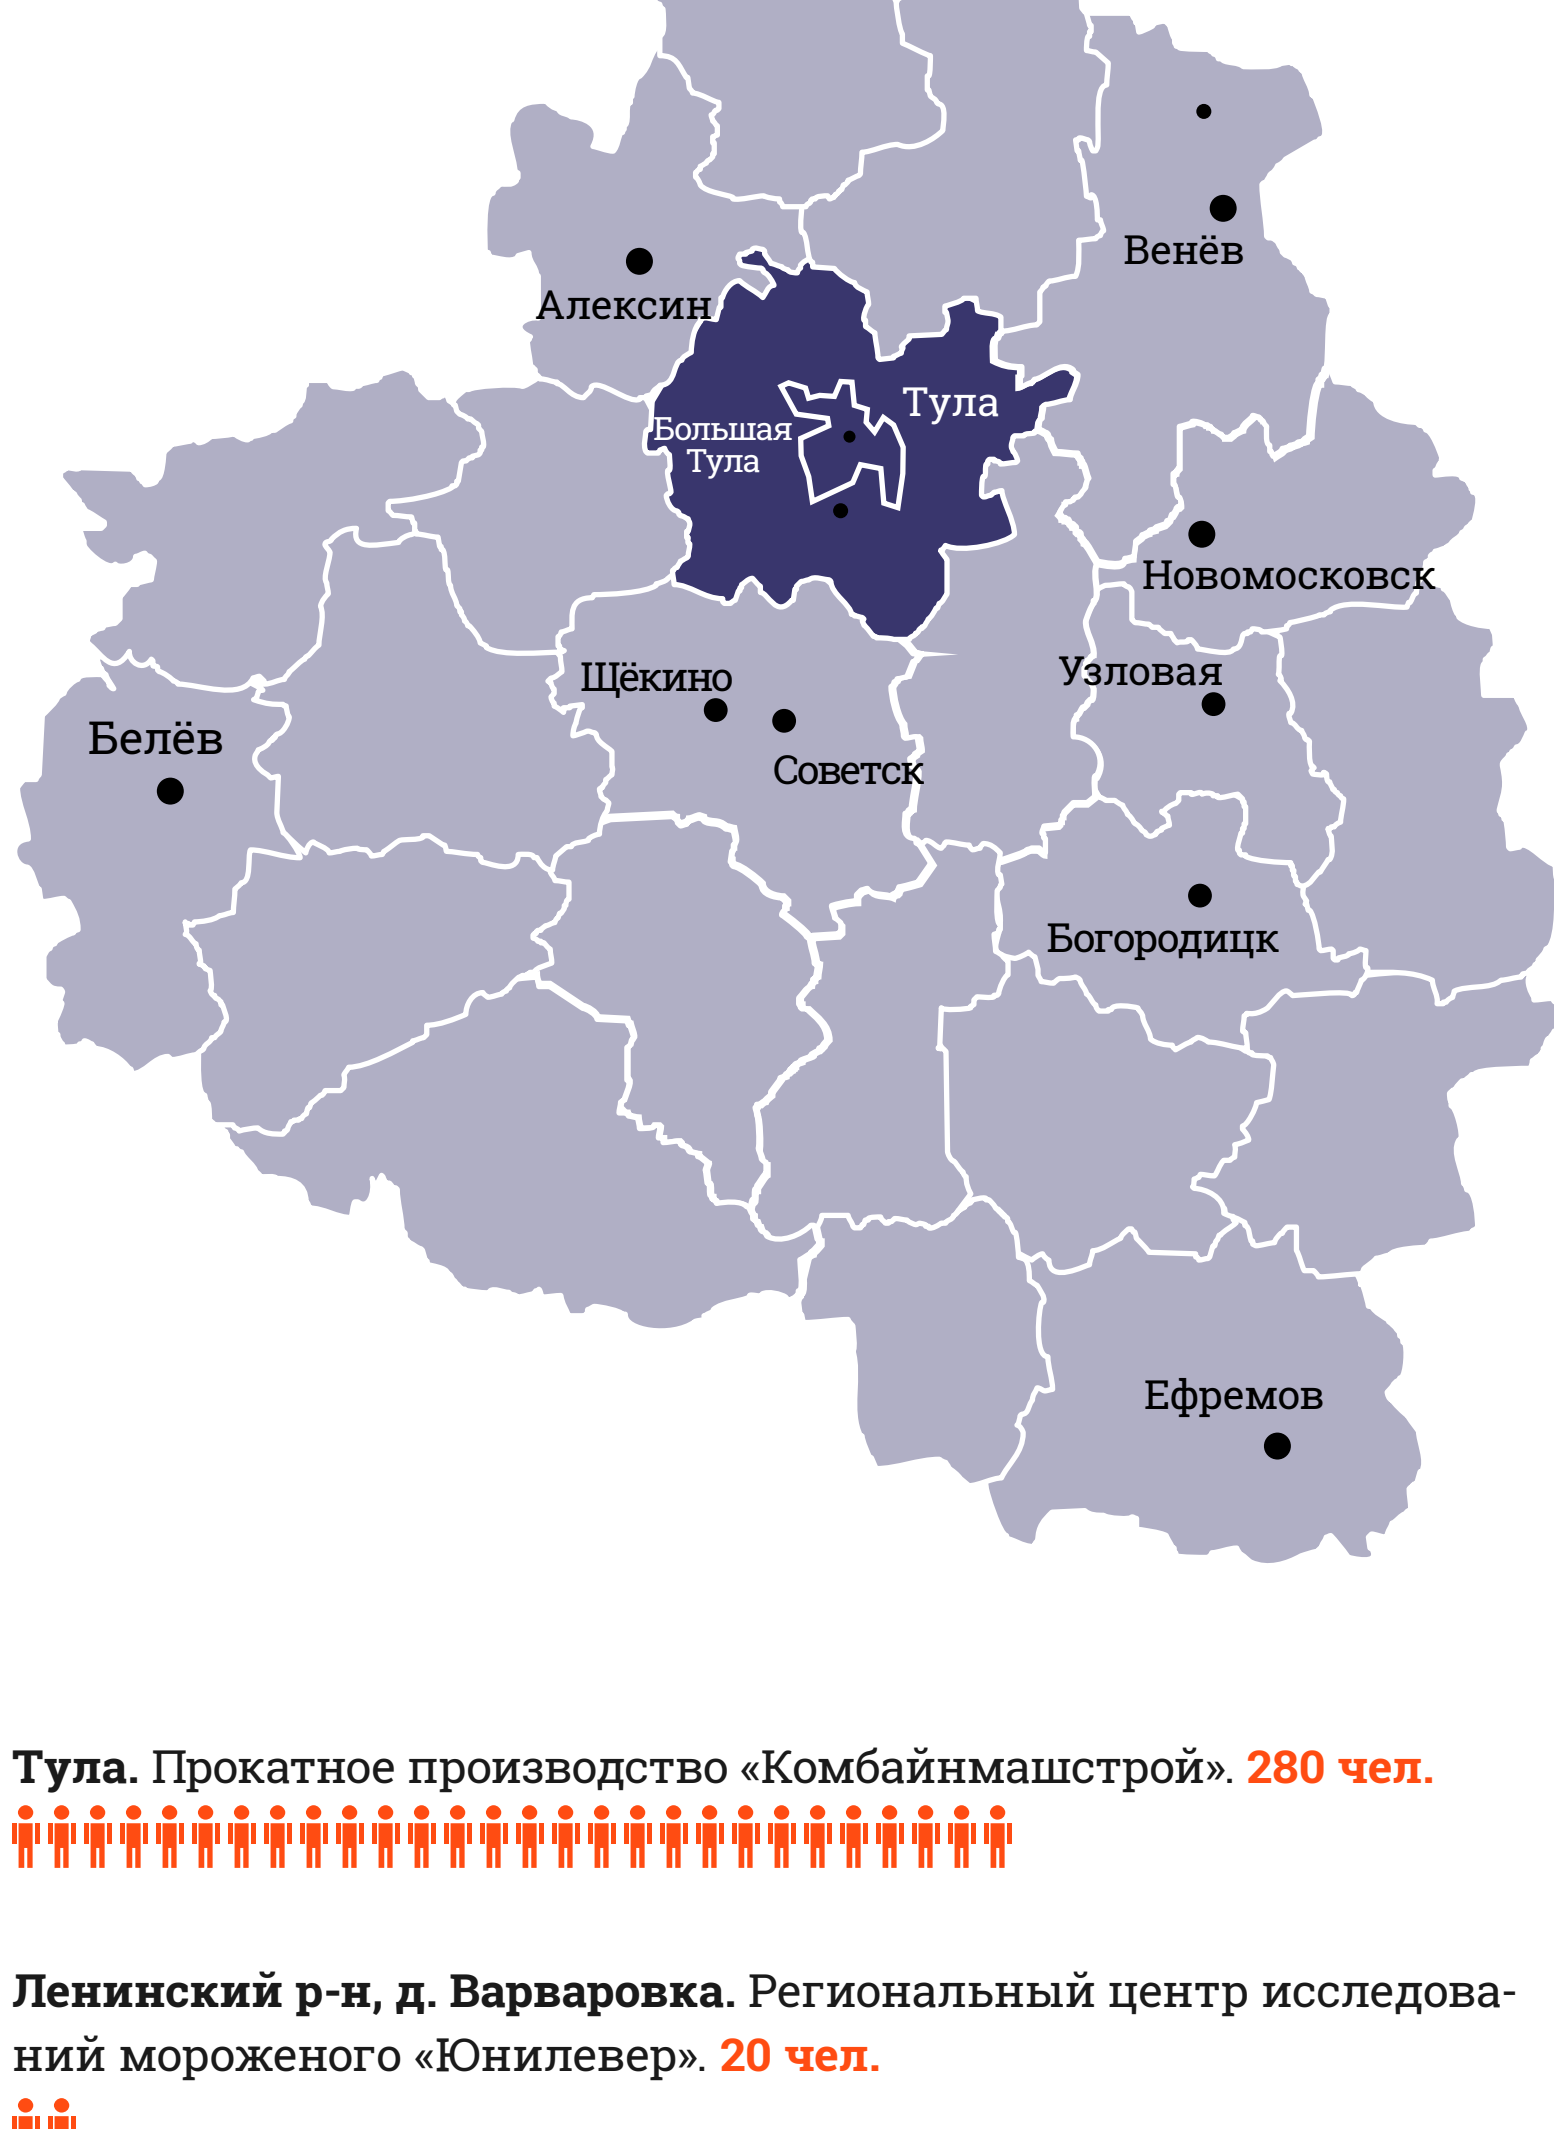 Венёв
Алексин
Тула
Большая
Тула
Новомосковск
Щёкино
Узловая
Белёв
Советск
Богородицк
Ефремов
Тула. Прокатное производство «Комбайнмашстрой». 280 чел.
Ленинский р-н, д. Варваровка. Региональный центр исследова-
ний мороженого «Юнилевер». 20 чел.